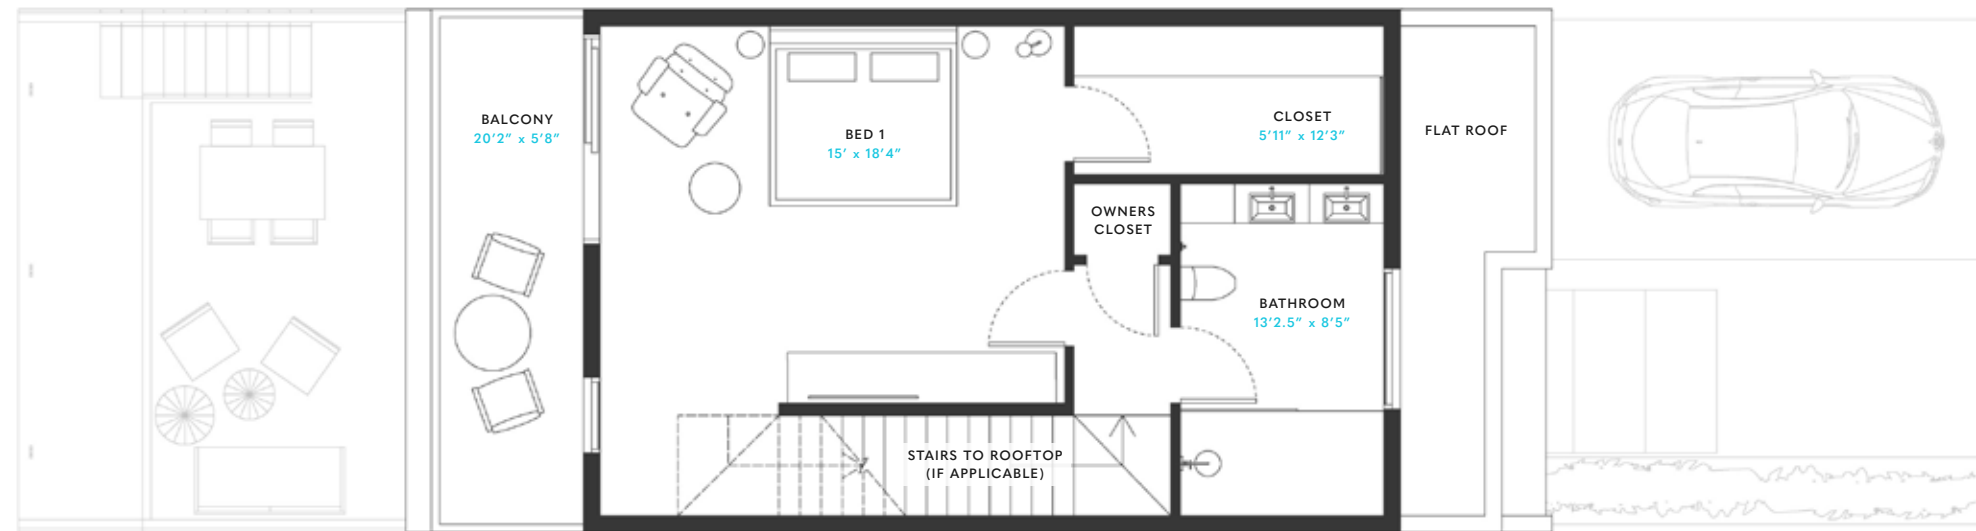 BALCONY
20'2" x 5'8"
BED 1
15' x 18'4"
CLOSET
5'11" x 12'3"
FLAT ROOF
OWNERS
CLOSET
BATHROOM
13'2.5" x 8'5"
STAIRS TO ROOFTOP
(IF APPLICABLE)